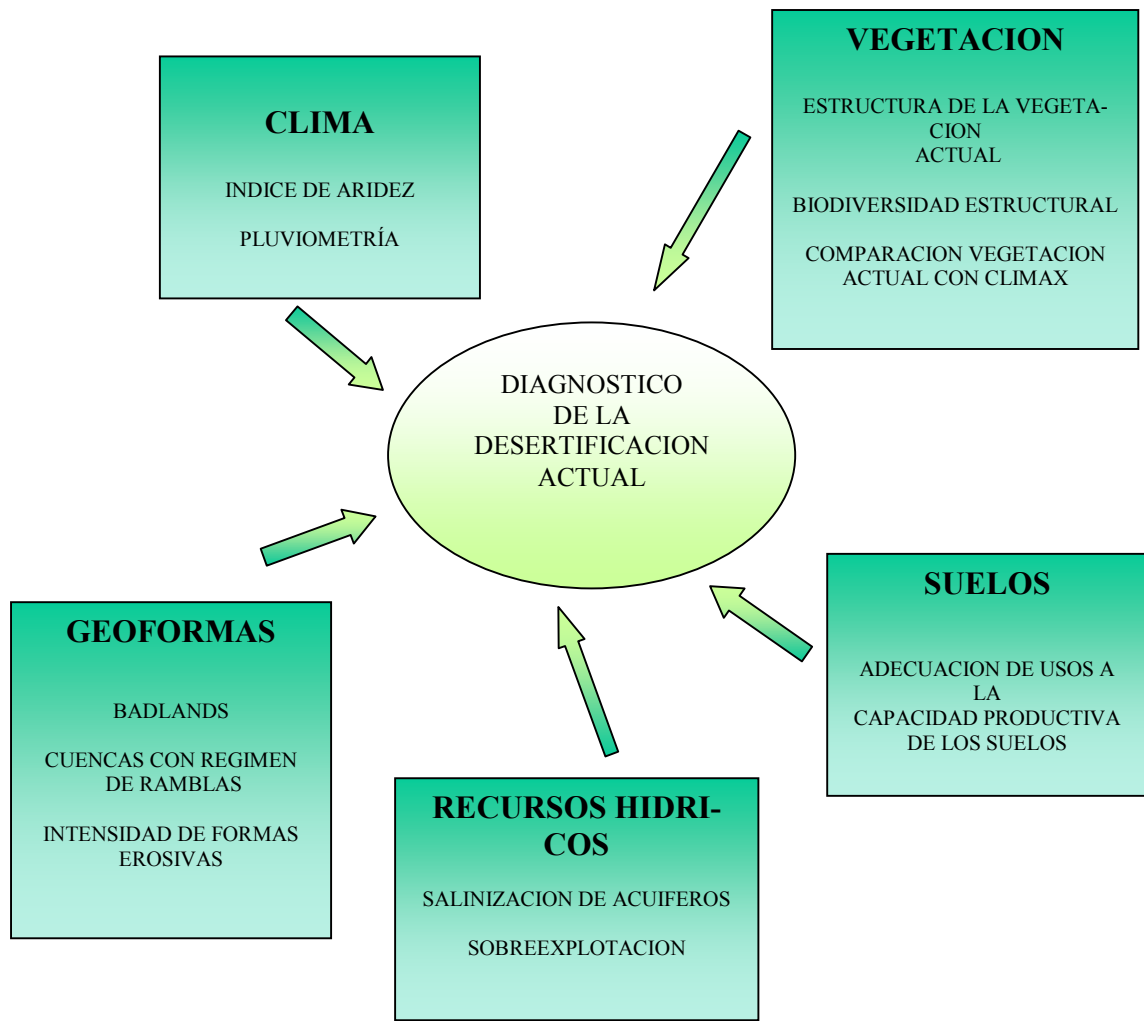 CLIMA
INDICE DE ARIDEZ
PLUVIOMETRÍA
VEGETACION
ESTRUCTURA DE LA VEGETA-
CION
ACTUAL
BIODIVERSIDAD ESTRUCTURAL
COMPARACION VEGETACION
ACTUAL CON CLIMAX
DIAGNOSTICO
DE LA
DESERTIFICACION
ACTUAL
GEOFORMAS
BADLANDS
CUENCAS CON REGIMEN
DE RAMBLAS
INTENSIDAD DE FORMAS
EROSIVAS
RECURSOS HIDRI-
COS
SALINIZACION DE ACUIFEROS
SOBREEXPLOTACION
SUELOS
ADECUACION DE USOS A
LA
CAPACIDAD PRODUCTIVA
DE LOS SUELOS